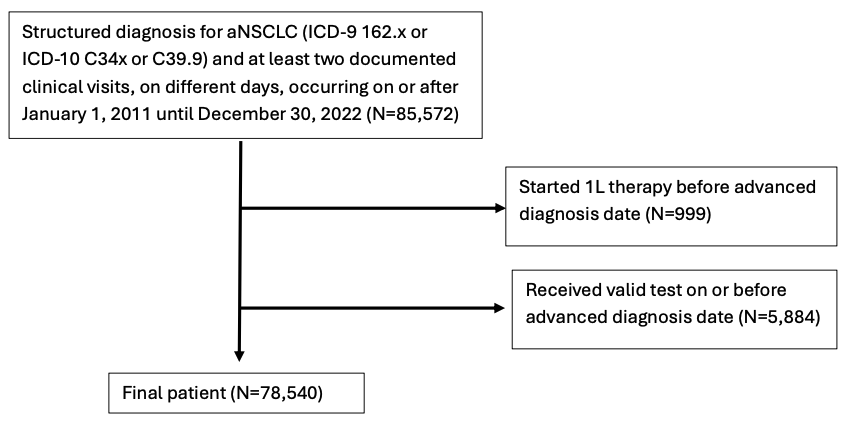 Structured diagnosis for aNSCLC (ICD-9 162.x or
ICD-10 C34x or C39.9) and at least two documented
clinical visits, on different days, occurring on or after
January 1, 2011 until December 30, 2022 (N=85,572)
Started 1L therapy before advanced
diagnosis date (N=999)
Received valid test on or before
advanced diagnosis date (N=5,884)
Final patient (N=78,540)